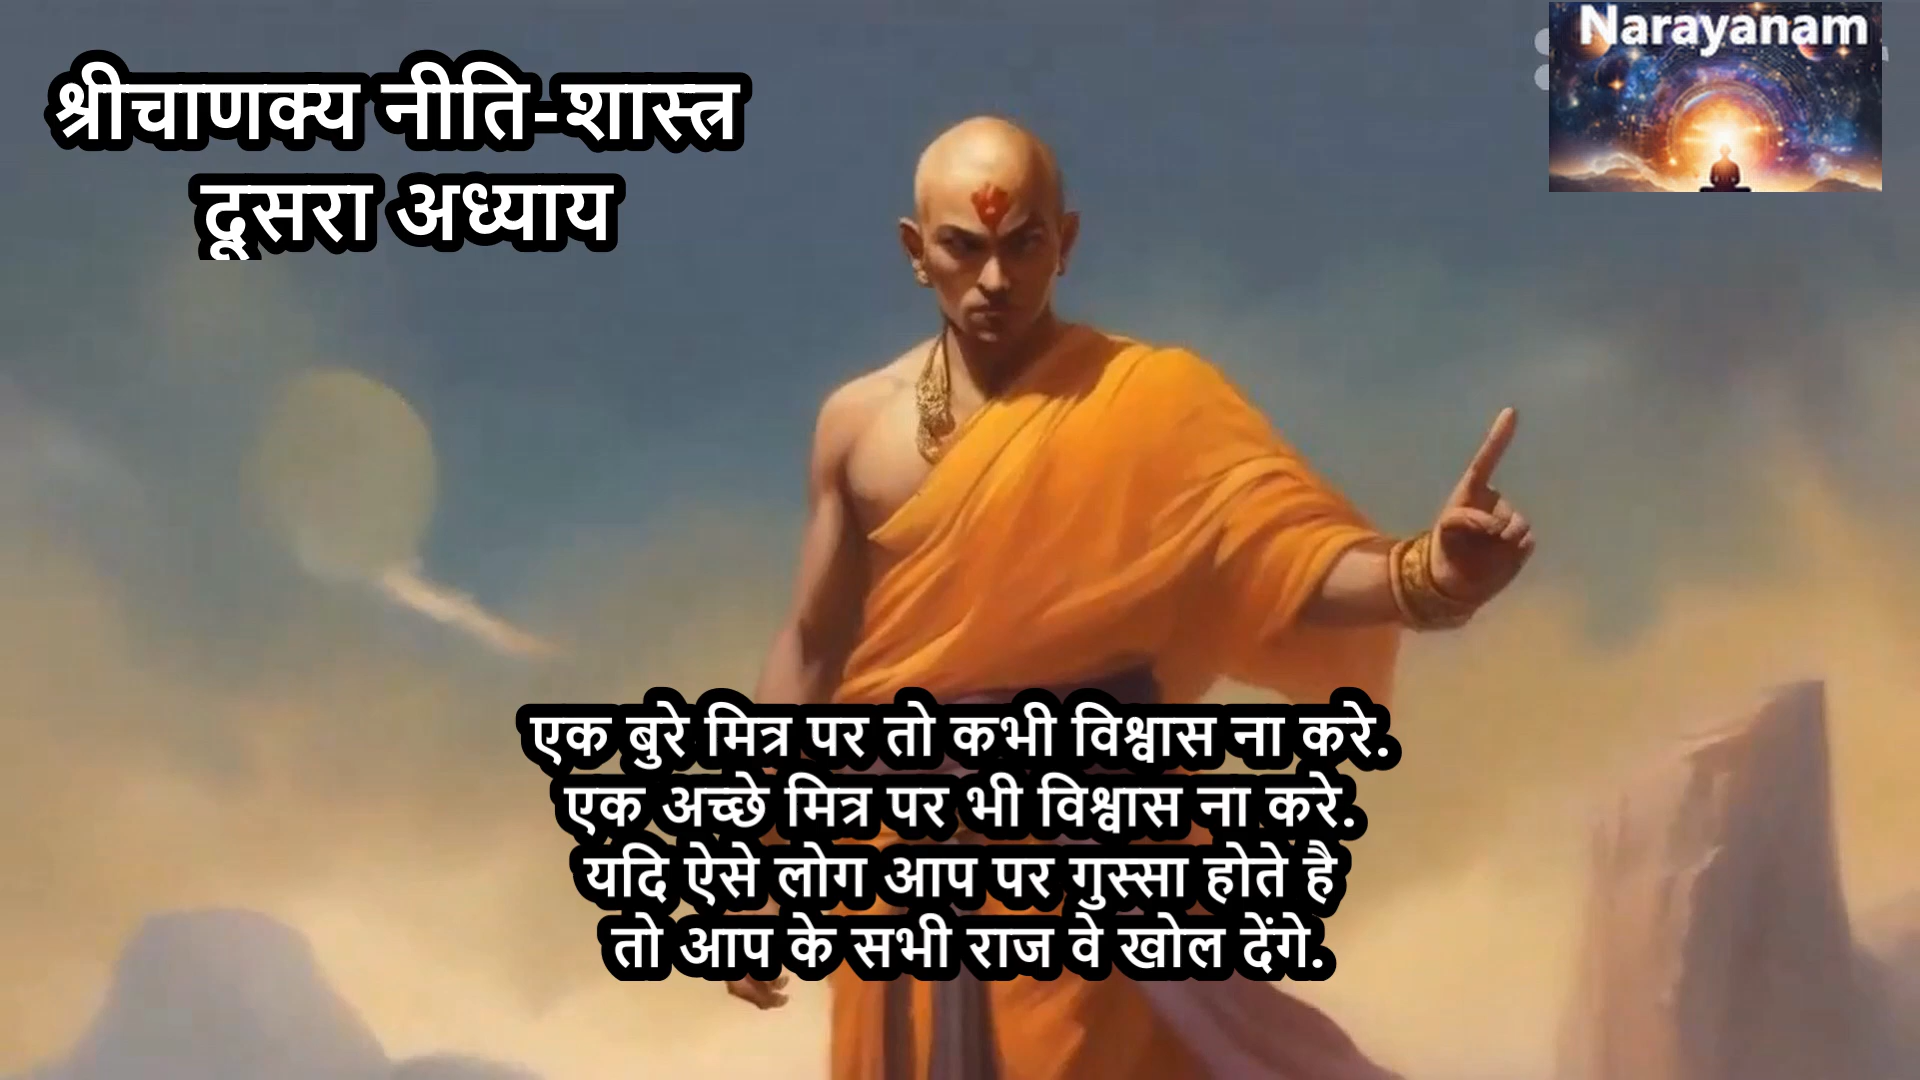 श्रीचाणक्य नीति-शास्त्र
दूसरा अध्याय
Narayanam
एक बुरे मित्र पर तो कभी विश्वास ना करे.
एक अच्छे मित्र पर भी विश्वास ना करे.
यदि ऐसे लोग आप पर गुस्सा होते है
तो आप के सभी राज वे खोल देंगे.